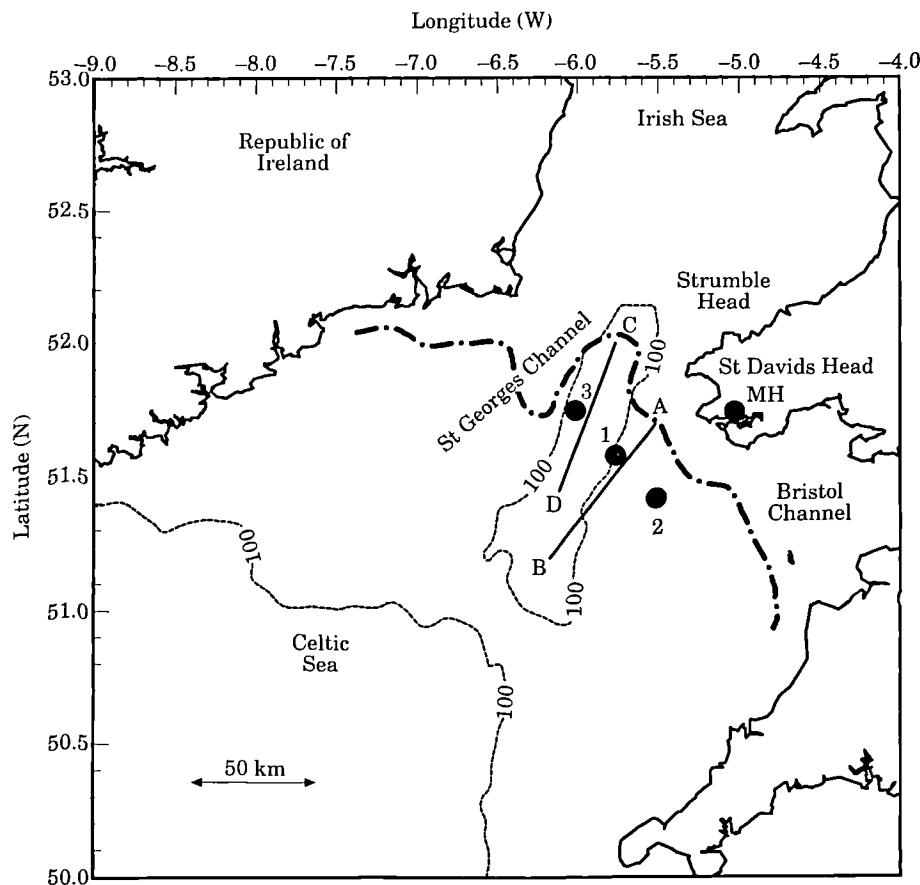 Longitude (W)
-9.0 -8.5 -8.0 -7.5 -7.0 -6.5 -6.0 -5.5 -5.0 -4.5 -4.0
53.0
Irish Sea
Republic of
Ireland
52.5
Strumble
Head
52.0
C
100
St Georges Channel
100
St Davids Head
MH
3
A
1
51.5
100
D
2
Bristol
Channel
B
100
100
51.0
Celtic
Sea
100
50.5
50 km
50.0
Latitude (N)